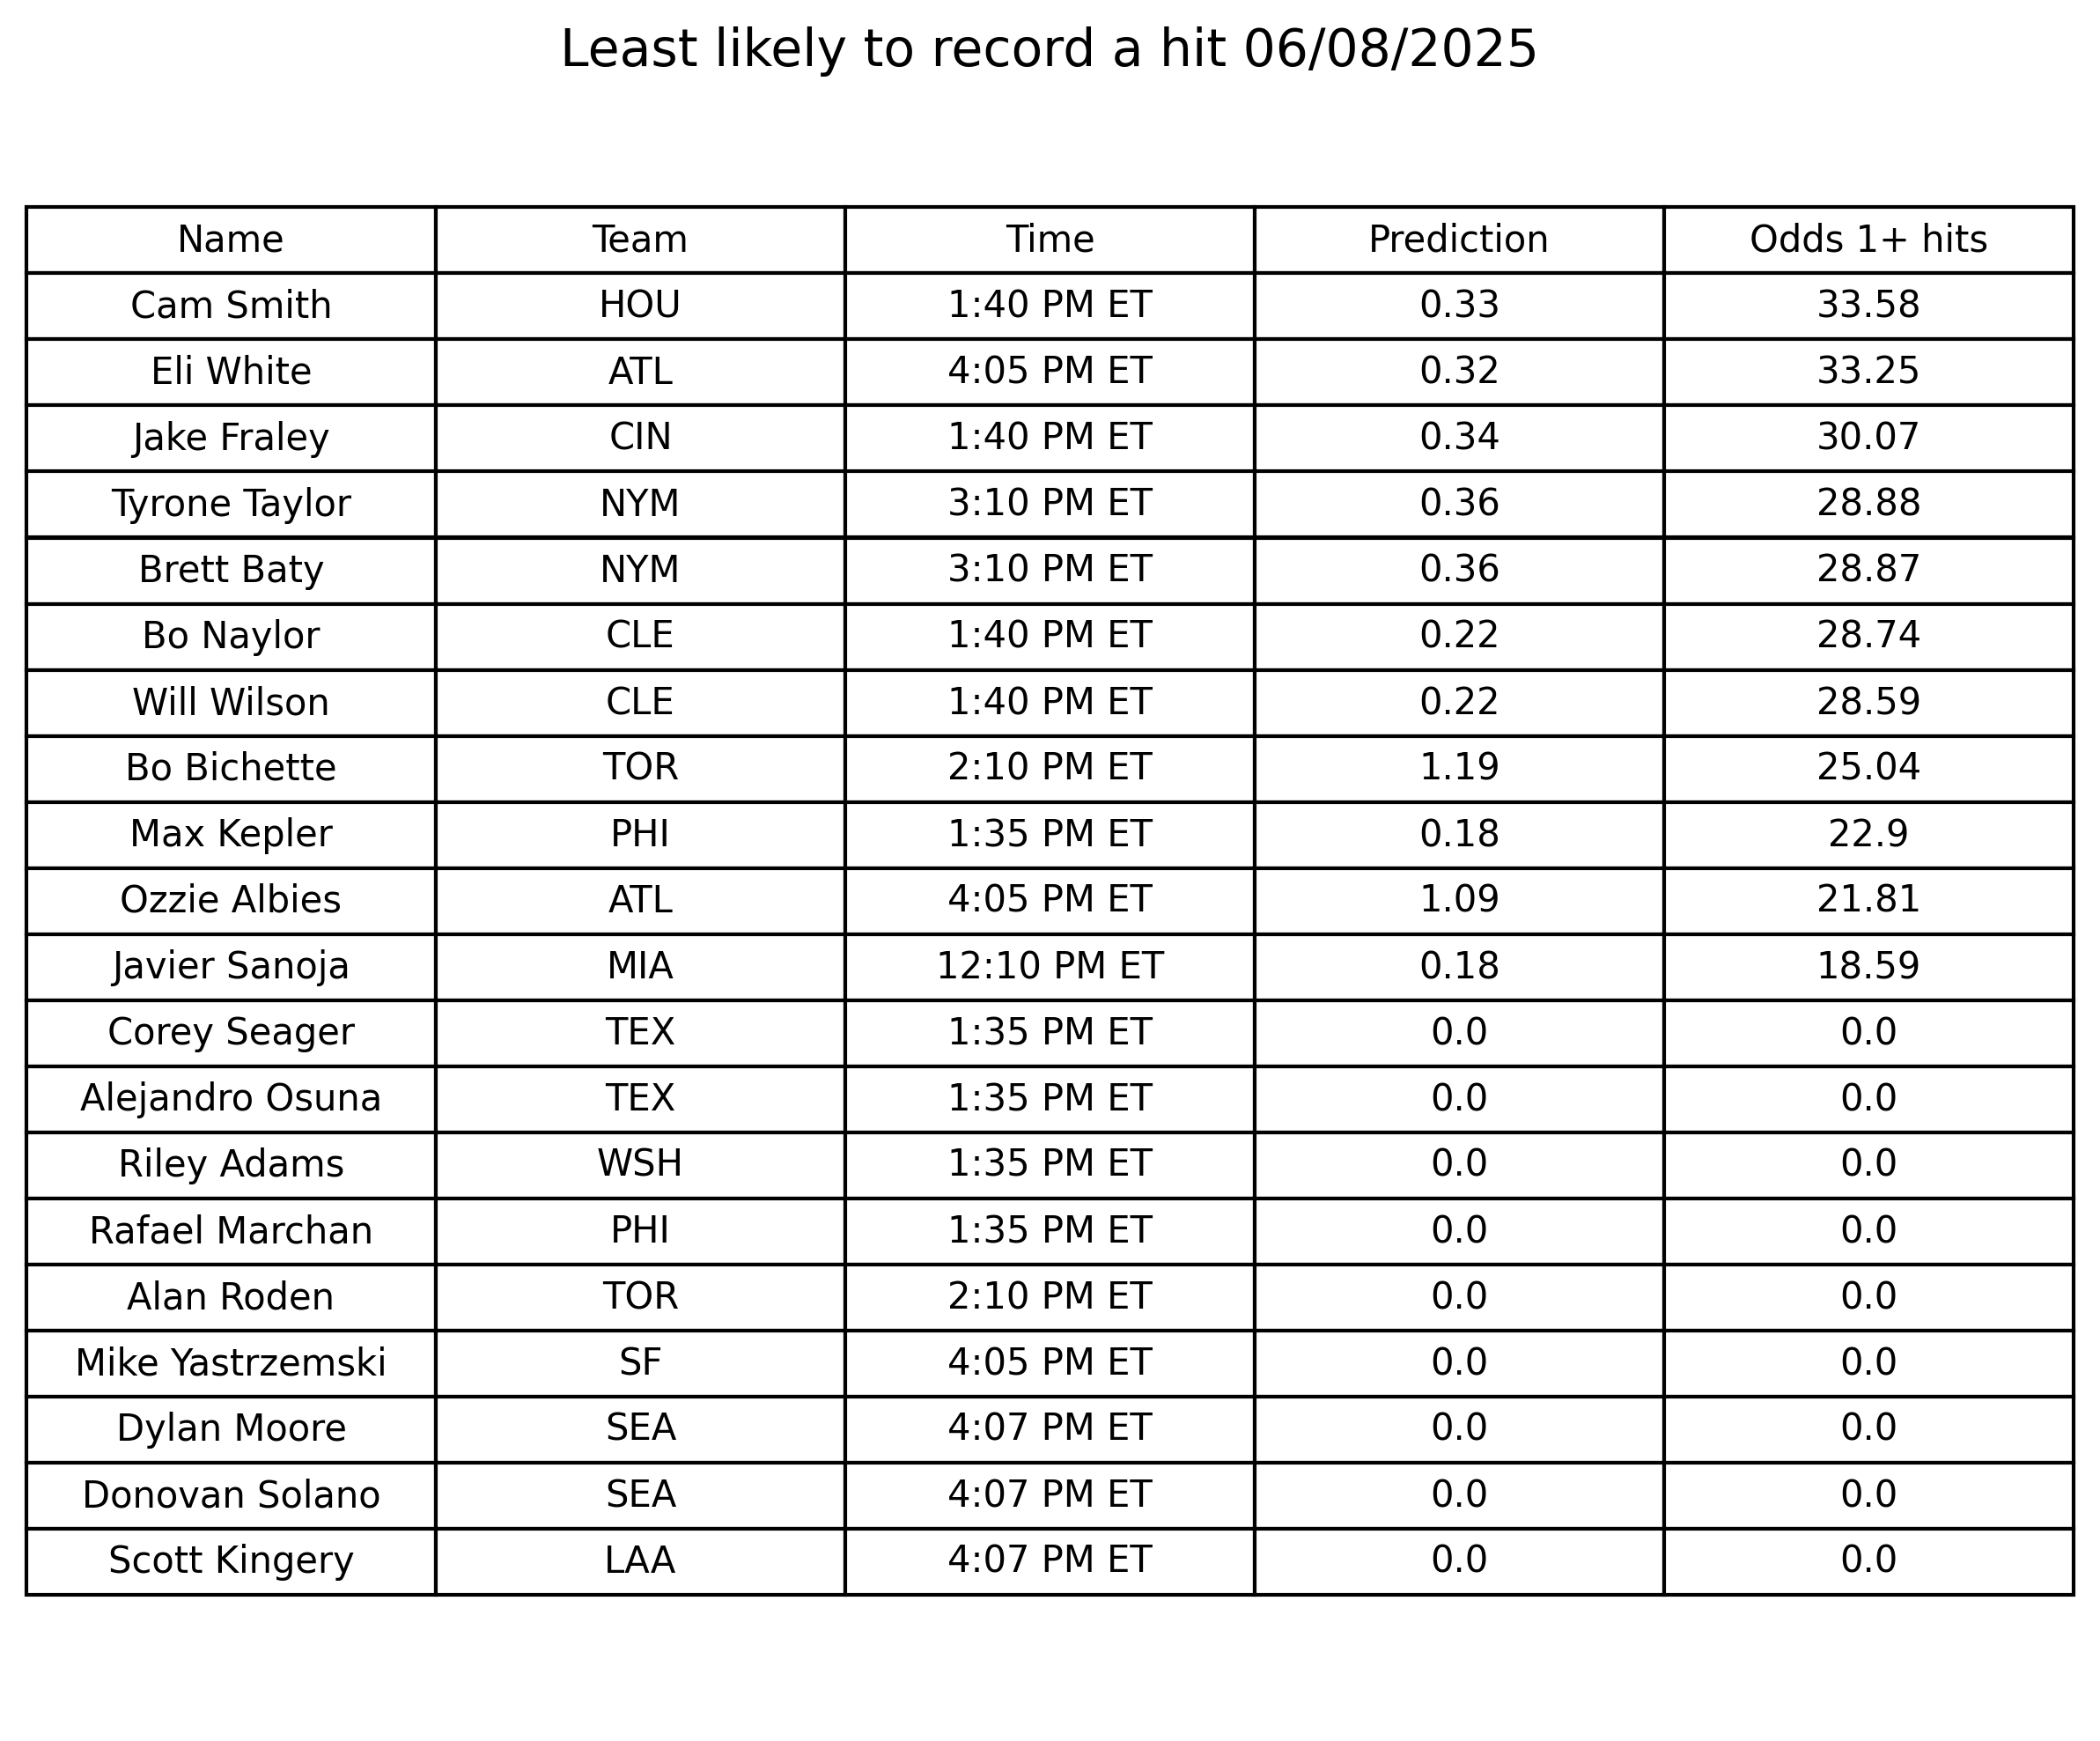 Least likely to record a hit 06/08/2025
Name Team Time Prediction Odds 1+ hits
Cam Smith HOU 1:40 PM ET 0.33 33.58
Eli White ATL 4:05 PM ET 0.32 33.25
Jake Fraley CIN 1:40 PM ET 0.34 30.07
Tyrone Taylor NYM 3:10 PM ET 0.36 28.88
Brett Baty NYM 3:10 PM ET 0.36 28.87
Bo Naylor CLE 1:40 PM ET 0.22 28.74
Will Wilson CLE 1:40 PM ET 0.22 28.59
Bo Bichette TOR 2:10 PM ET 1.19 25.04
Max Kepler PHI 1:35 PM ET 0.18 22.9
Ozzie Albies ATL 4:05 PM ET 1.09 21.81
Javier Sanoja MIA 12:10 PM ET 0.18 18.59
Corey Seager TEX 1:35 PM ET 0.0 0.0
Alejandro Osuna TEX 1:35 PM ET 0.0 0.0
Riley Adams WSH 1:35 PM ET 0.0 0.0
Rafael Marchan PHI 1:35 PM ET 0.0 0.0
Alan Roden TOR 2:10 PM ET 0.0 0.0
Mike Yastrzemski SF 4:05 PM ET 0.0 0.0
Dylan Moore SEA 4:07 PM ET 0.0 0.0
Donovan Solano SEA 4:07 PM ET 0.0 0.0
Scott Kingery LAA 4:07 PM ET 0.0 0.0